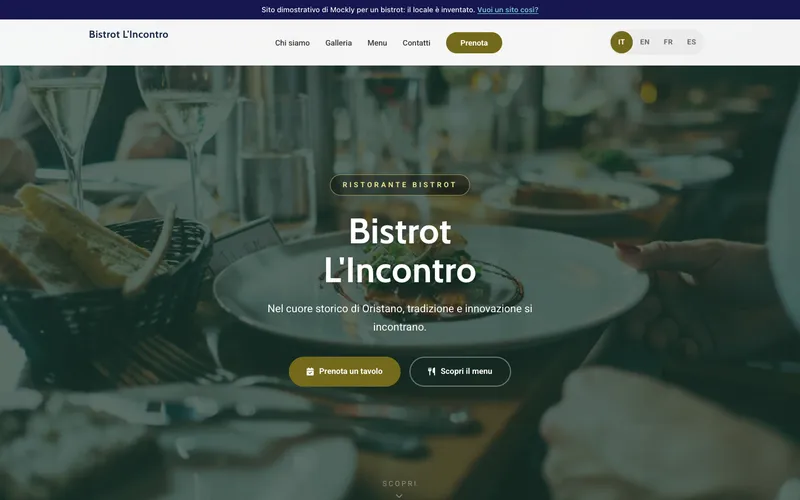 Sito dimostrativo di Mockly per un bistrot: il locale è inventato. Vuoi un sito così?
Bistrot L'Incontro
Chi siamo
Galleria
Menu
Contatti
Prenota
IT
EN
FR
ES
RISTORANTE BISTROT
Bistrot
L'Incontro
Nel cuore storico di Oristano, tradizione e innovazione si
incontrano.
Prenota un tavolo
Scopri il menu
SCOPRI